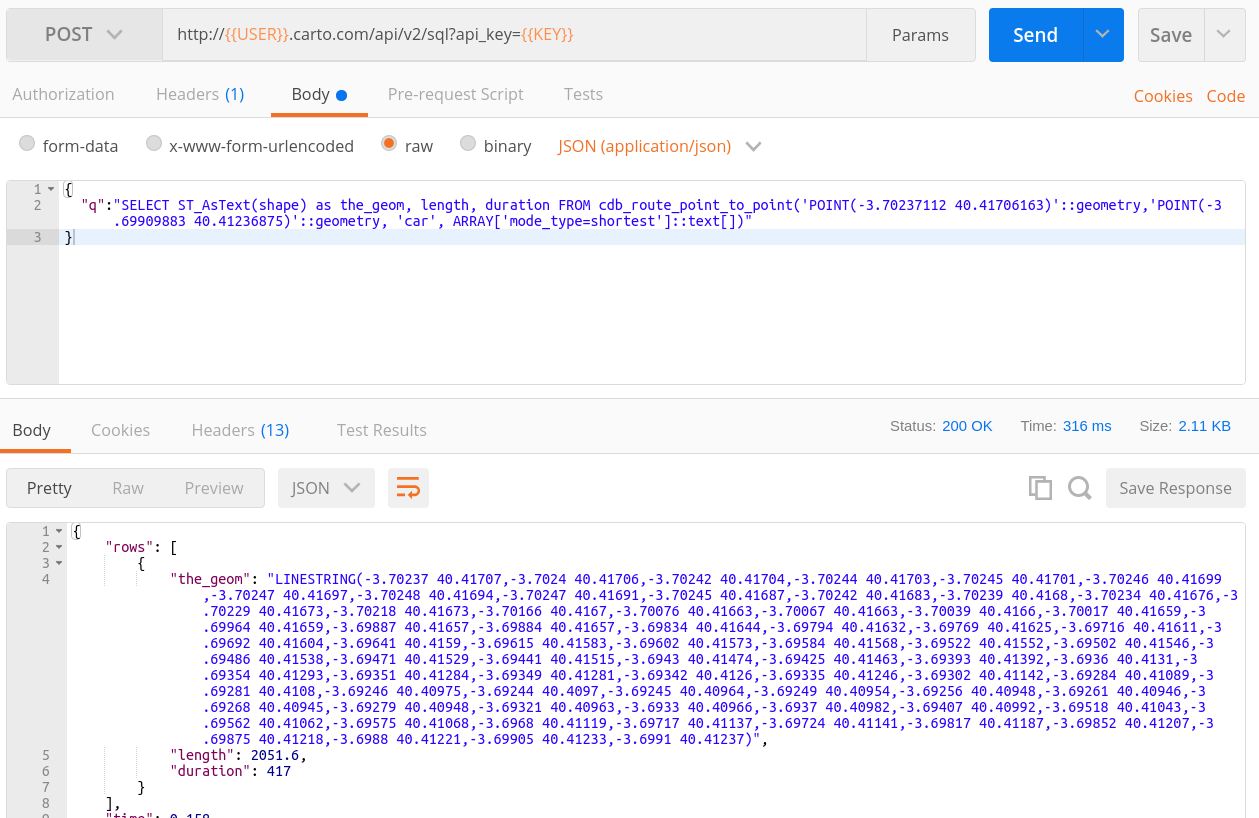 POST http://{{USER}}.carto.com/api/v2/sql?api_key={{KEY}} Params Send Save
Authorization Headers (1) Body Pre-request Script Tests Cookies Code
form-data x-www-form-urlencoded raw binary JSON (application/json)
1 {
2 "q":"SELECT ST_AsText(shape) as the_geom, length, duration FROM cdb_route_point_to_point('POINT(-3.70237112 40.41706163)'::geometry,'POINT(-3
.69909883 40.41236875)'::geometry, 'car', ARRAY['mode_type=shortest']::text[])"
3 }
Body Cookies Headers (13) Test Results Status: 200 OK Time: 316 ms Size: 2.11 KB
Pretty Raw Preview JSON Save Response
1 {
2 "rows": [
3 {
4 "the_geom": "LINESTRING(-3.70237 40.41707,-3.7024 40.41706,-3.70242 40.41704,-3.70244 40.41703,-3.70245 40.41701,-3.70246 40.41699
,-3.70247 40.41697,-3.70248 40.41694,-3.70247 40.41691,-3.70245 40.41687,-3.70242 40.41683,-3.70239 40.4168,-3.70234 40.41676,-3
.70229 40.41673,-3.70218 40.41673,-3.70166 40.4167,-3.70076 40.41663,-3.70067 40.41663,-3.70039 40.4166,-3.70017 40.41659,-3
.69964 40.41659,-3.69887 40.41657,-3.69884 40.41657,-3.69834 40.41644,-3.69794 40.41632,-3.69769 40.41625,-3.69716 40.41611,-3
.69692 40.41604,-3.69641 40.4159,-3.69615 40.41583,-3.69602 40.41573,-3.69584 40.41568,-3.69522 40.41552,-3.69502 40.41546,-3
.69486 40.41538,-3.69471 40.41529,-3.69441 40.41515,-3.6943 40.41474,-3.69425 40.41463,-3.69393 40.41392,-3.6936 40.4131,-3
.69354 40.41293,-3.69351 40.41284,-3.69349 40.41281,-3.69342 40.4126,-3.69335 40.41246,-3.69302 40.41142,-3.69284 40.41089,-3
.69281 40.4108,-3.69246 40.40975,-3.69244 40.4097,-3.69245 40.40964,-3.69249 40.40954,-3.69256 40.40948,-3.69261 40.40946,-3
.69268 40.40945,-3.69279 40.40948,-3.69321 40.40963,-3.6933 40.40966,-3.6937 40.40982,-3.69407 40.40992,-3.69518 40.41043,-3
.69562 40.41062,-3.69575 40.41068,-3.6968 40.41119,-3.69717 40.41137,-3.69724 40.41141,-3.69817 40.41187,-3.69852 40.41207,-3
.69875 40.41218,-3.6988 40.41221,-3.69905 40.41233,-3.6991 40.41237)",
5 "length": 2051.6,
6 "duration": 417
7 }
8 ],
9 "time": 0.158